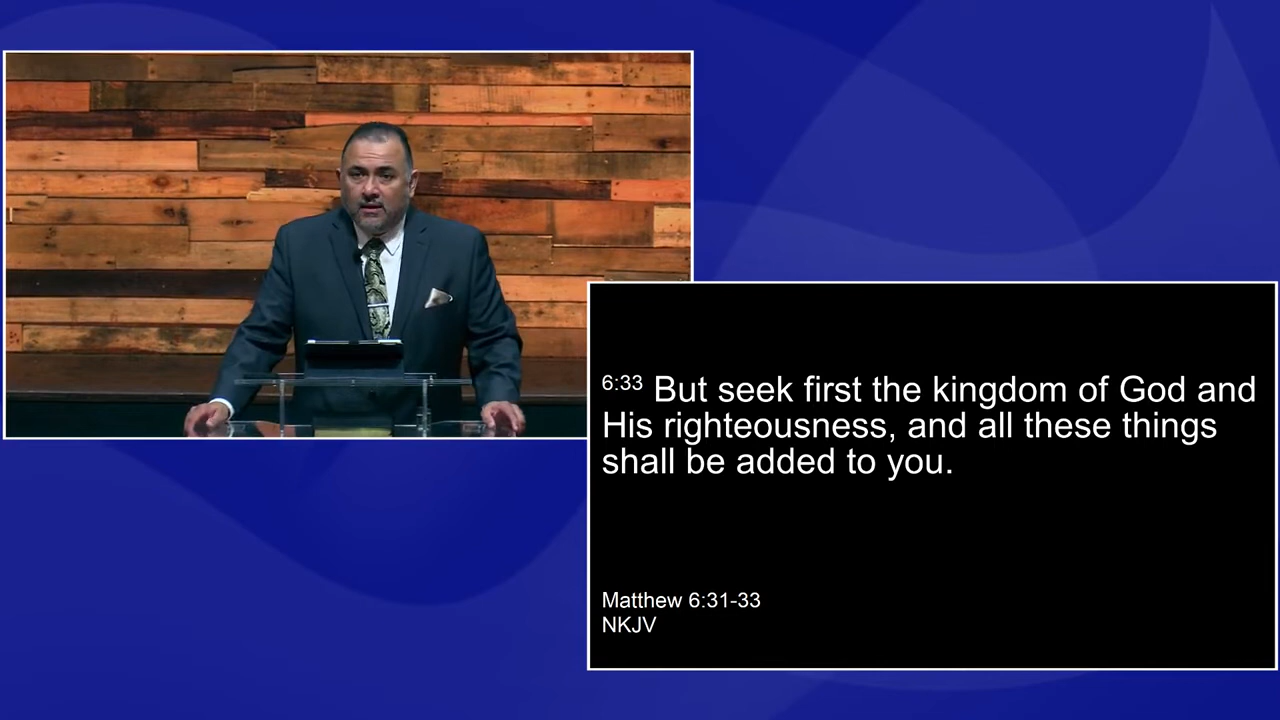 6:33 But seek first the kingdom of God and
His righteousness, and all these things
shall be added to you.
Matthew 6:31-33
NKJV